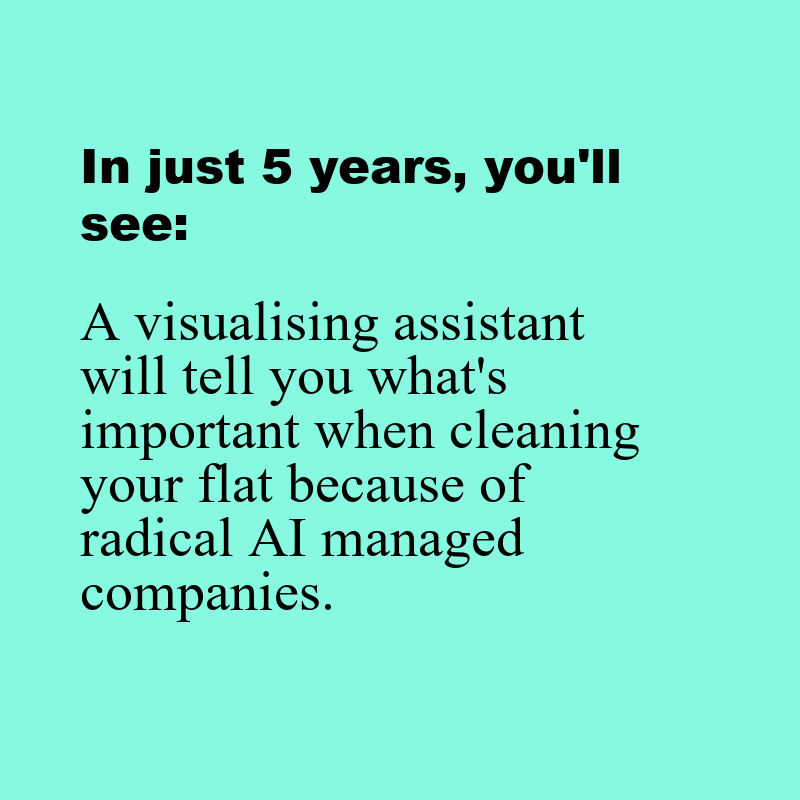 In just 5 years, you'll
see:
A visualising assistant
will tell you what's
important when cleaning
your flat because of
radical AI managed
companies.